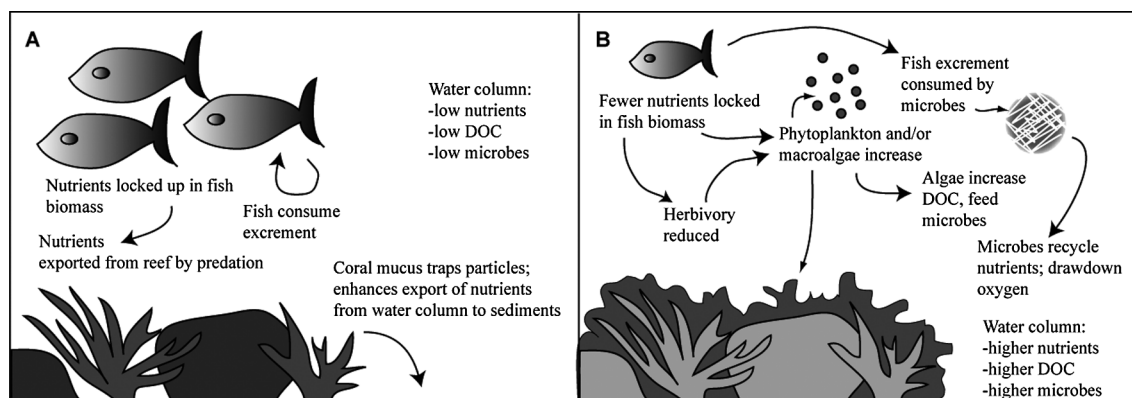 A
Water column:
-low nutrients
-low DOC
-low microbes
Nutrients locked up in fish
biomass
Fish consume
excrement
Nutrients
exported from reef by predation
Coral mucus traps particles;
enhances export of nutrients
from water column to sediments
B
Fish excrement
consumed by
microbes
Fewer nutrients locked
in fish biomass
Phytoplankton and/or
macroalgae increase
Herbivory
reduced
Algae increase
DOC, feed
microbes
Microbes recycle
nutrients; drawdown
oxygen
Water column:
-higher nutrients
-higher DOC
-higher microbes